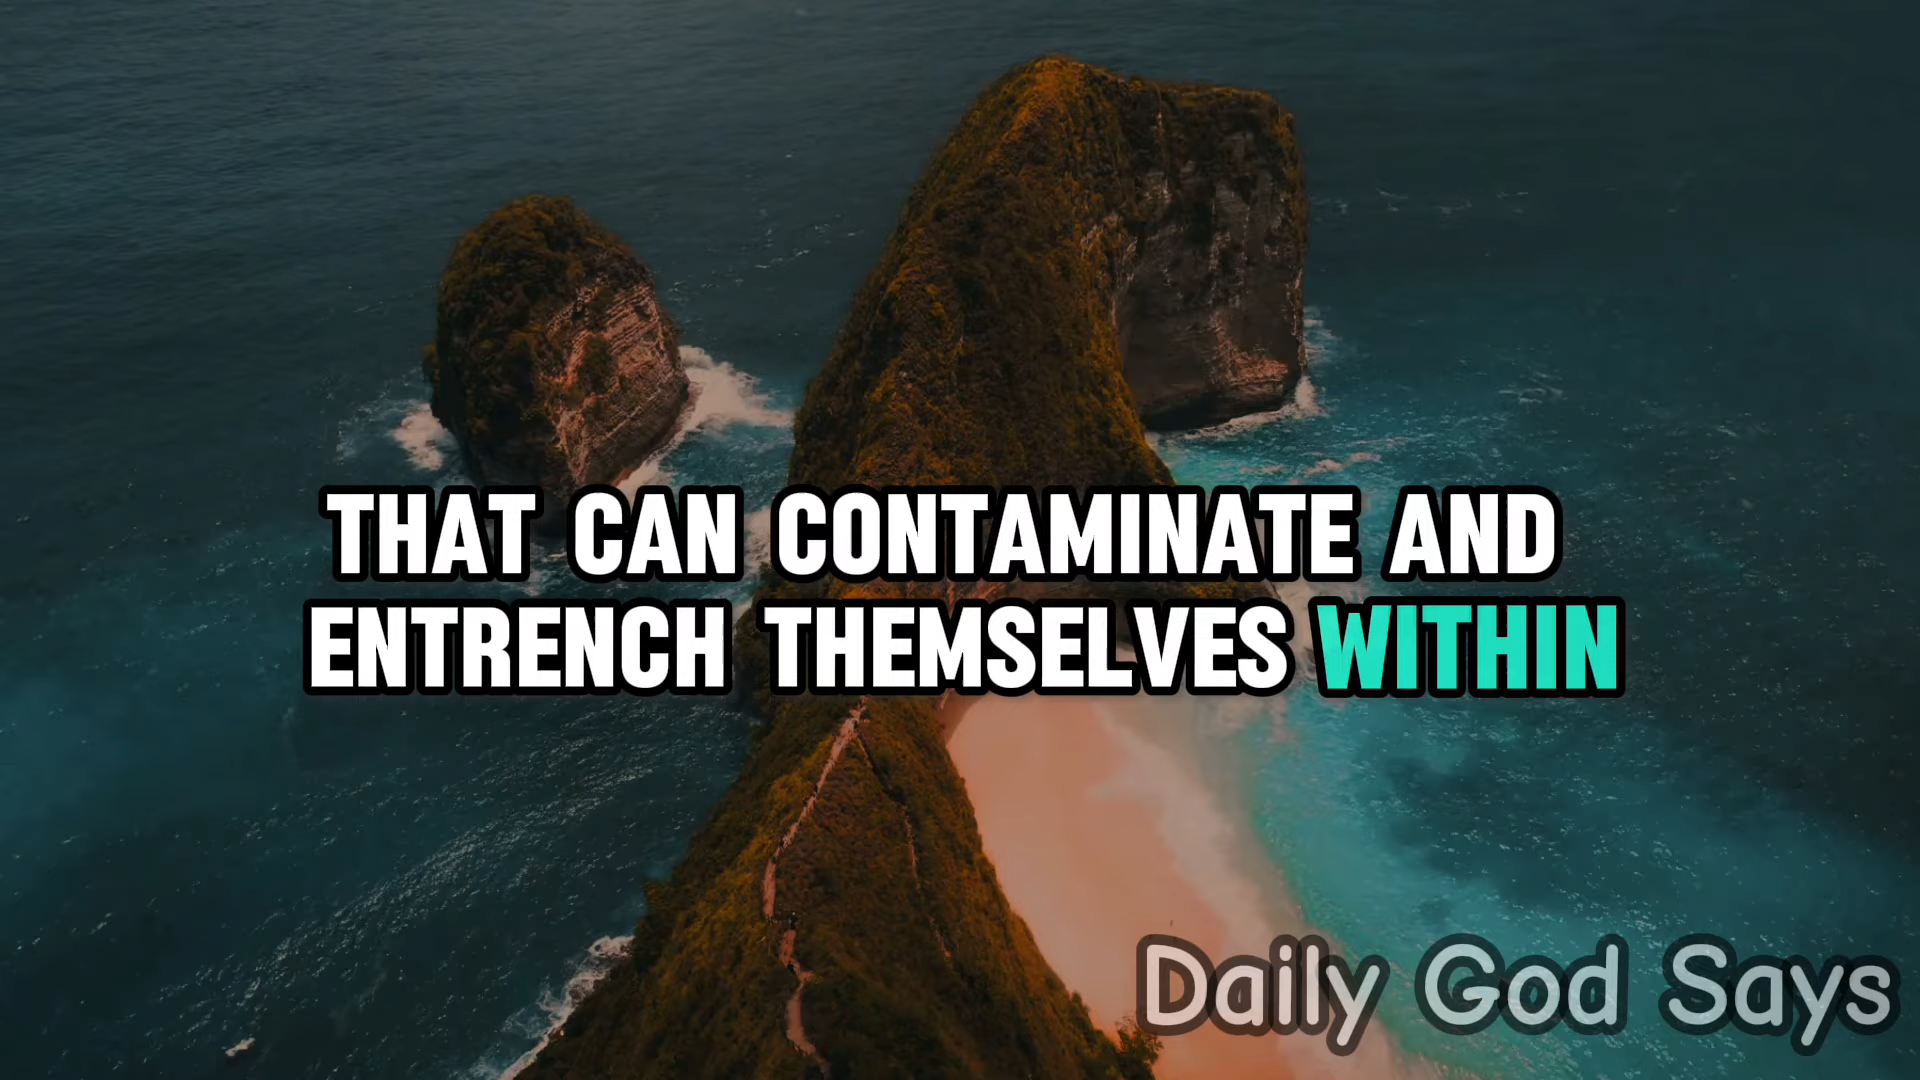 THAT CAN CONTAMINATE AND
ENTRENCH THEMSELVES WITHIN
Daily God Says